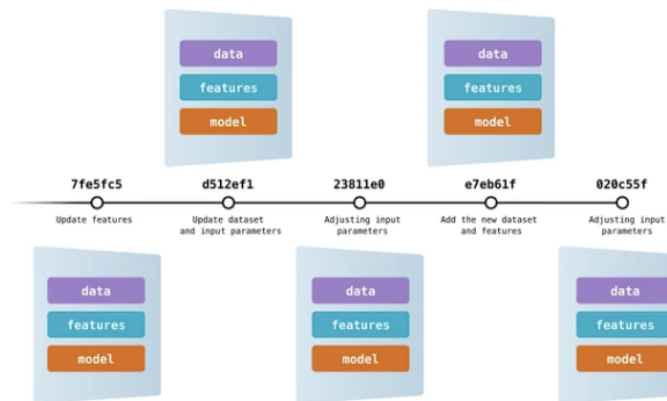 data
features
model
data
features
model
7fe5fc5
d512ef1
23811e0
e7eb61f
020c55f
Update features
Update dataset
and input parameters
Adjusting input
parameters
Add the new dataset
and features
Adjusting input
parameters
data
features
model
data
features
model
data
features
model